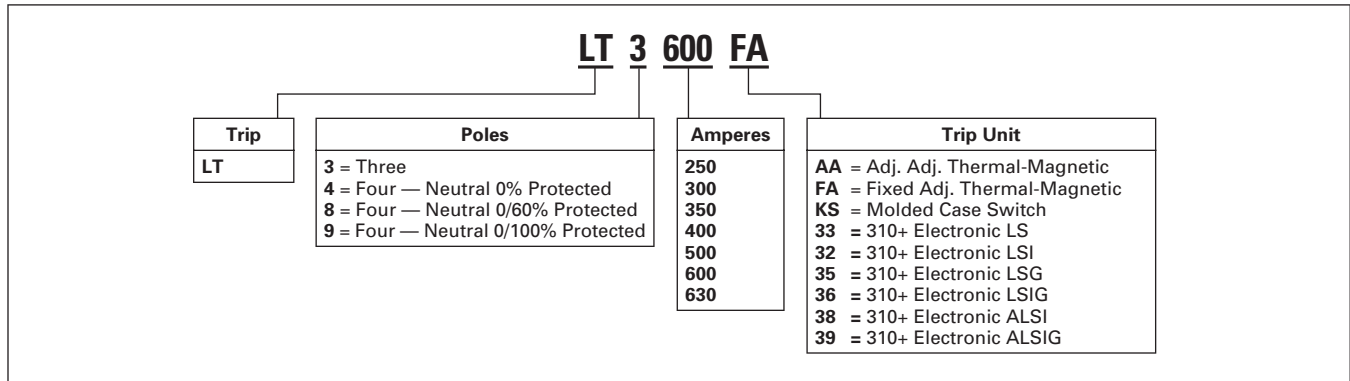 LT 3 600 FA
Trip
LT
Poles
3 = Three
4 = Four — Neutral 0% Protected
8 = Four — Neutral 0/60% Protected
9 = Four — Neutral 0/100% Protected
Amperes
250
300
350
400
500
600
630
Trip Unit
AA = Adj. Adj. Thermal-Magnetic
FA = Fixed Adj. Thermal-Magnetic
KS = Molded Case Switch
33 = 310+ Electronic LS
32 = 310+ Electronic LSI
35 = 310+ Electronic LSG
36 = 310+ Electronic LSIG
38 = 310+ Electronic ALSI
39 = 310+ Electronic ALSIG